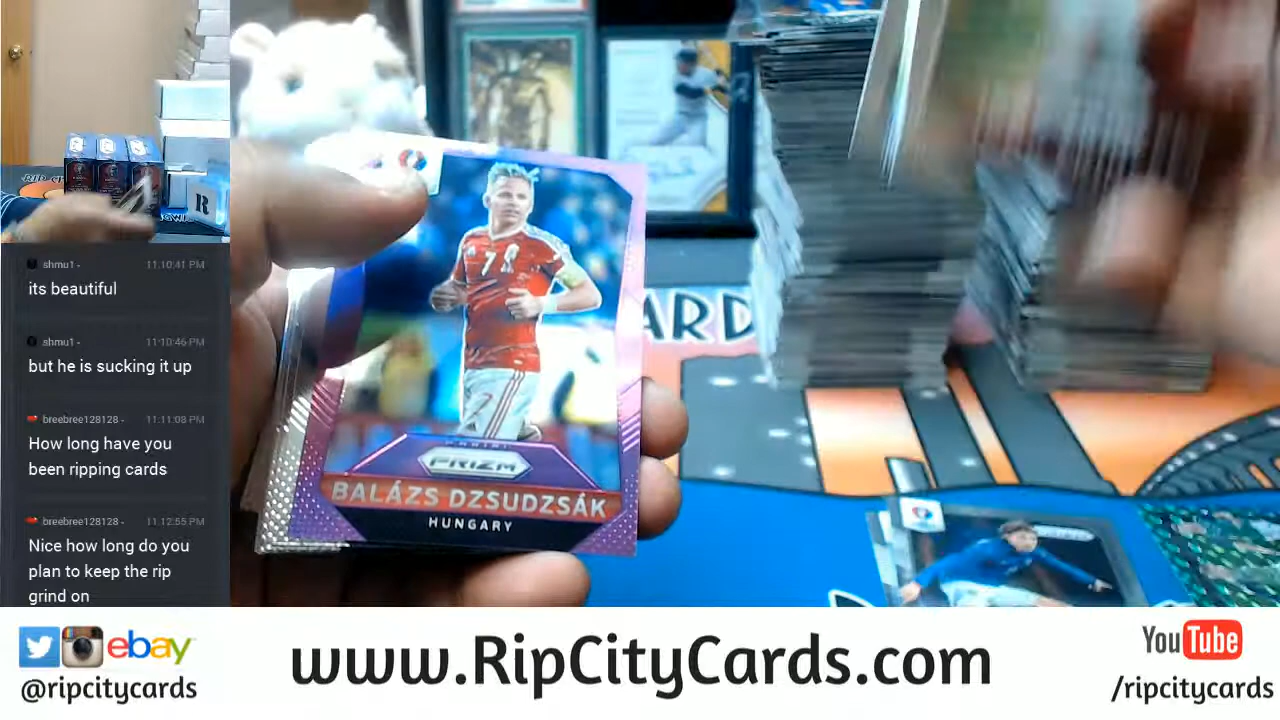 shmu1 - 11:10:41 PM
its beautiful
shmu1 - 11:10:46 PM
but he is sucking it up
breebree128128 - 11:11:08 PM
How long have you
been ripping cards
breebree128128 - 11:12:55 PM
Nice how long do you
plan to keep the rip
grind on
R
7
PANINI
PRIZM
BALÁZS DZSUDZSÁK
HUNGARY
ARD
ebay
@ripcitycards
www.RipCityCards.com
YouTube
/ripcitycards